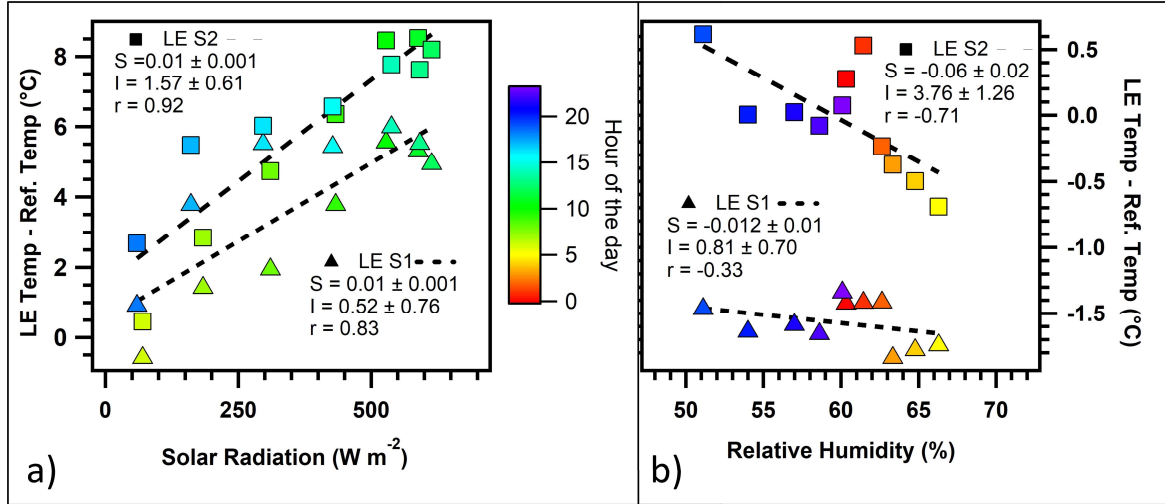 LE S2
S =0.01 ± 0.001
I = 1.57 ± 0.61
r = 0.92
LE S1
S = 0.01 ± 0.001
I = 0.52 ± 0.76
r = 0.83
LE Temp - Ref. Temp (°C)
8
6
4
2
0
0
250
500
Solar Radiation (W m-2)
a)
20
15
10
5
0
Hour of the day
LE S2
S = -0.06 ± 0.02
I = 3.76 ± 1.26
r = -0.71
LE S1
S = -0.012 ± 0.01
I = 0.81 ± 0.70
r = -0.33
0.5
0.0
-0.5
-1.0
-1.5
LE Temp - Ref. Temp (°C)
50
55
60
65
70
Relative Humidity (%)
b)